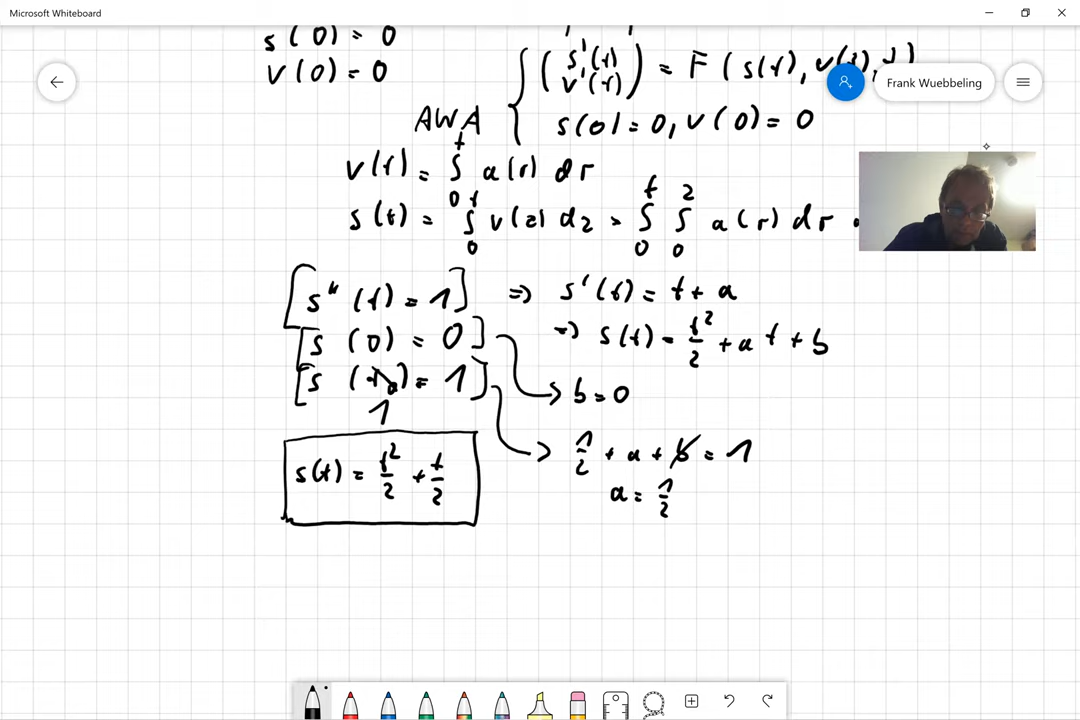 Microsoft Whiteboard
s(0) = 0
v(0) = 0
(s'(t) v'(t)) = F(s(t), v(t), t)
Frank Wuebbeling
AWA
s(0) = 0, v(0) = 0
v(t) = ∫₀ᵗ a(r) dr
s(t) = ∫₀ᵗ v(z) dz = ∫₀ᵗ ∫₀ᶻ a(r) dr
[s''(t) = 1] ⇒ s'(t) = t + a
[s(0) = 0] ⇒ s(t) = t²/2 + at + b
[s(1) = 1] → b = 0
→ 1/2 + a + b = 1
s(t) = t²/2 + t/2
a = 1/2